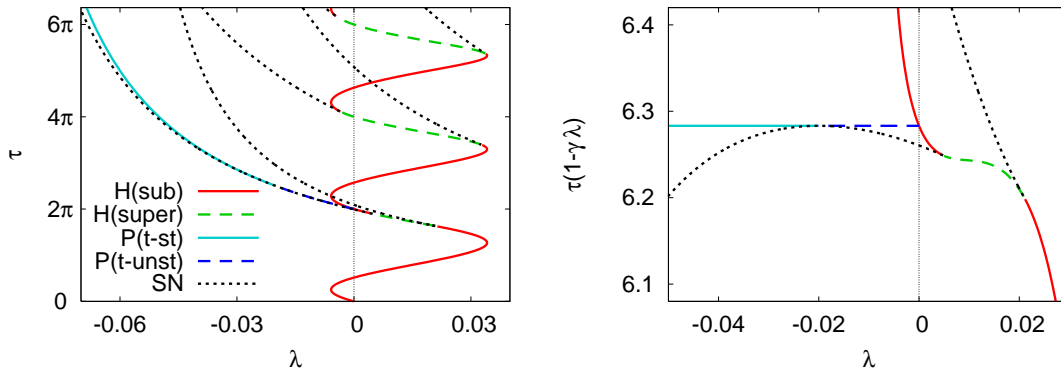 6π
4π
2π
0
τ
H(sub)
H(super)
P(t-st)
P(t-unst)
SN
-0.06
-0.03
0
0.03
λ
6.4
6.3
6.2
6.1
τ(1-γ λ)
-0.04
-0.02
0
0.02
λ